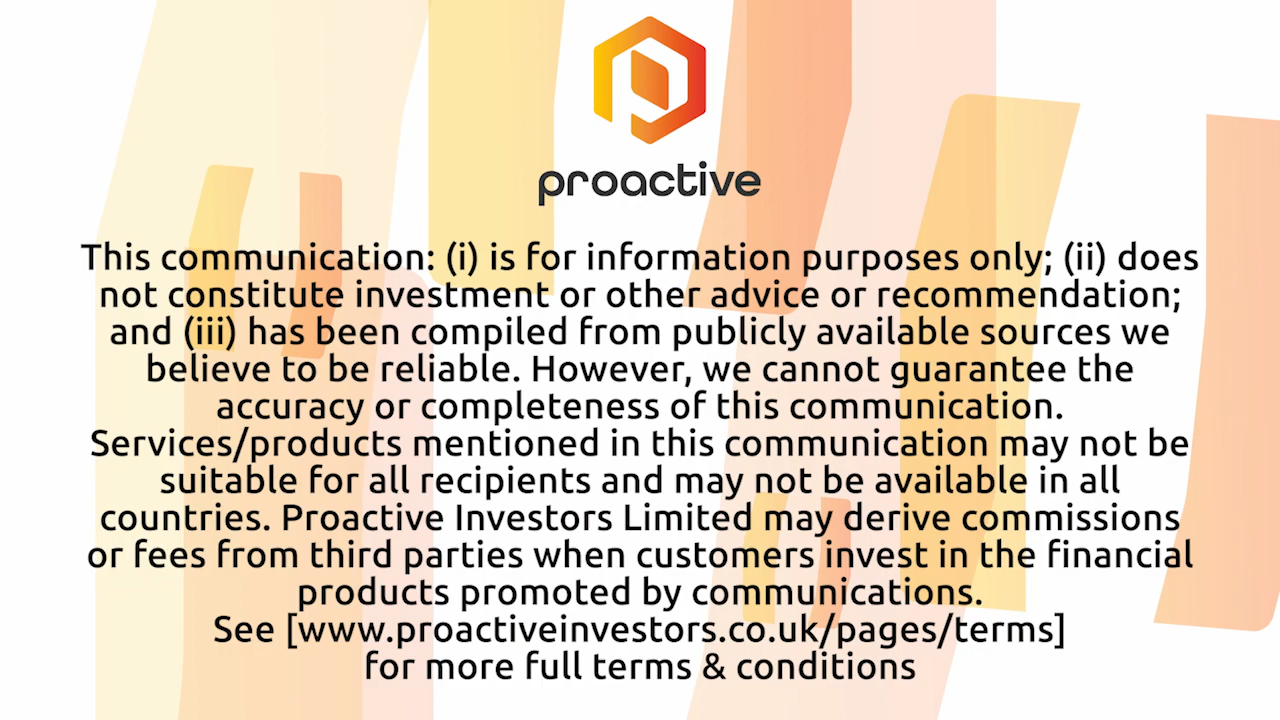 proactive
This communication: (i) is for information purposes only; (ii) does
not constitute investment or other advice or recommendation;
and (iii) has been compiled from publicly available sources we
believe to be reliable. However, we cannot guarantee the
accuracy or completeness of this communication.
Services/products mentioned in this communication may not be
suitable for all recipients and may not be available in all
countries. Proactive Investors Limited may derive commissions
or fees from third parties when customers invest in the financial
products promoted by communications.
See [www.proactiveinvestors.co.uk/pages/terms]
for more full terms & conditions